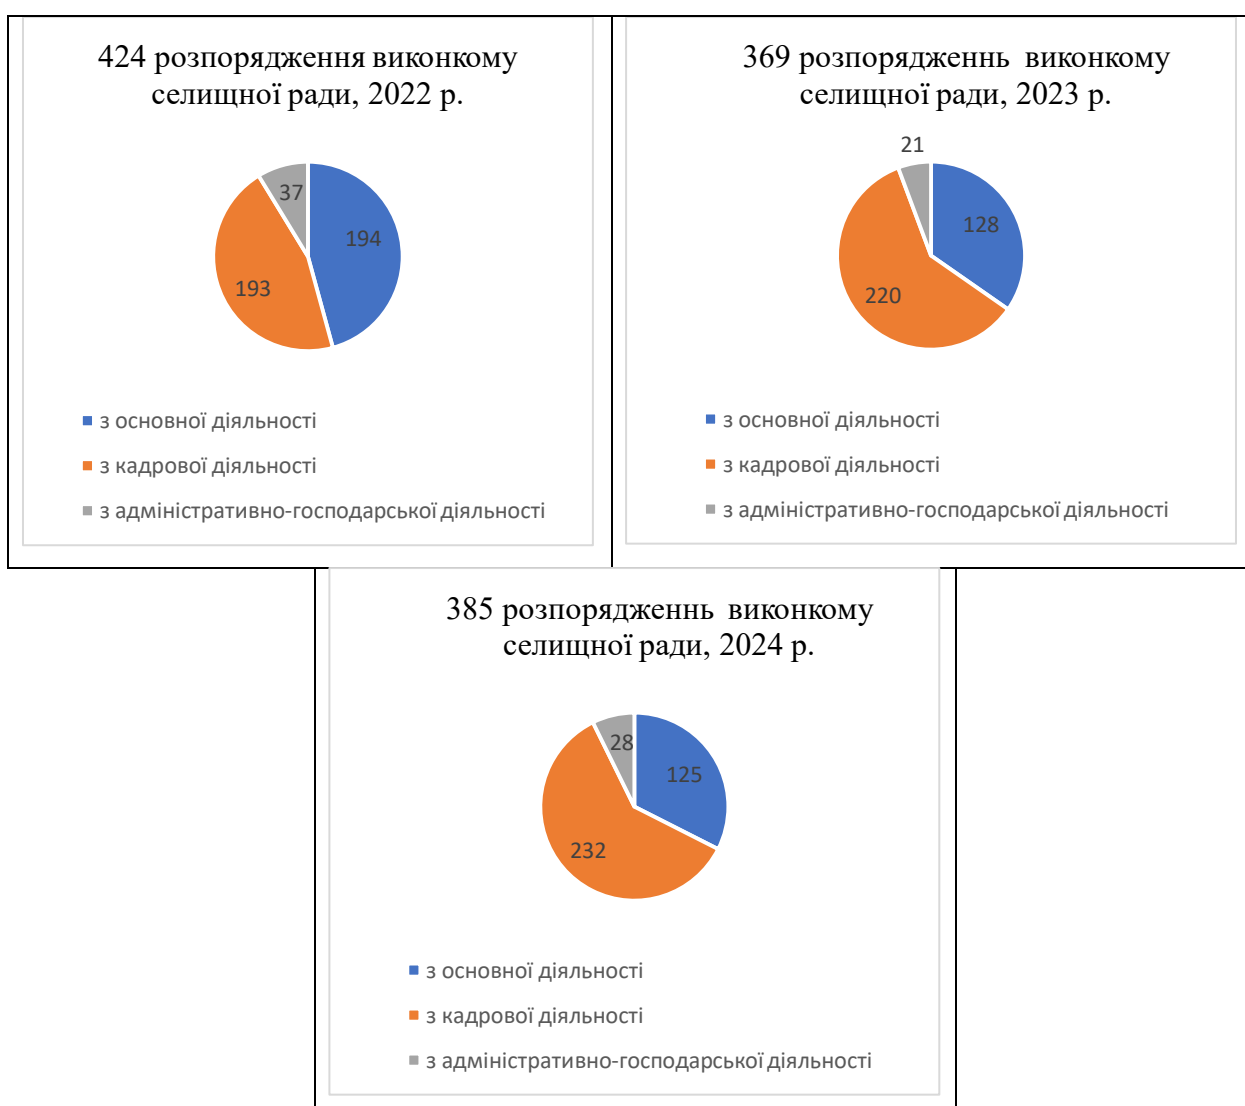 424 розпорядження виконкому
селищної ради, 2022 р.
37
194
193
з основної діяльності
з кадрової діяльності
з адміністративно-господарської діяльності
369 розпорядженнь виконкому
селищної ради, 2023 р.
21
128
220
з основної діяльності
з кадрової діяльності
з адміністративно-господарської діяльності
385 розпорядженнь виконкому
селищної ради, 2024 р.
28
125
232
з основної діяльності
з кадрової діяльності
з адміністративно-господарської діяльності